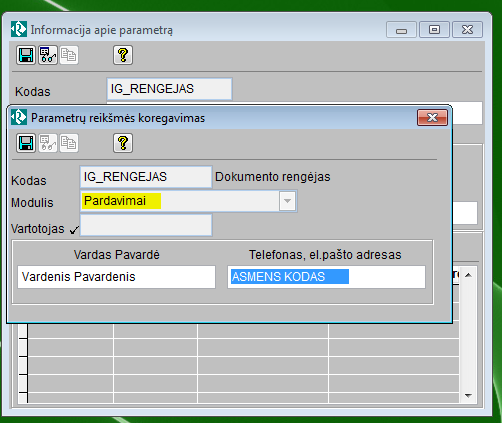 Informacija apie parametrą
Kodas
IG_RENGEJAS
Parametrų reikšmės koregavimas
Kodas
IG_RENGEJAS
Dokumento rengėjas
Modulis
Pardavimai
Vartotojas
Vardas Pavardė
Telefonas, el.pašto adresas
Vardenis Pavardenis
ASMENS KODAS